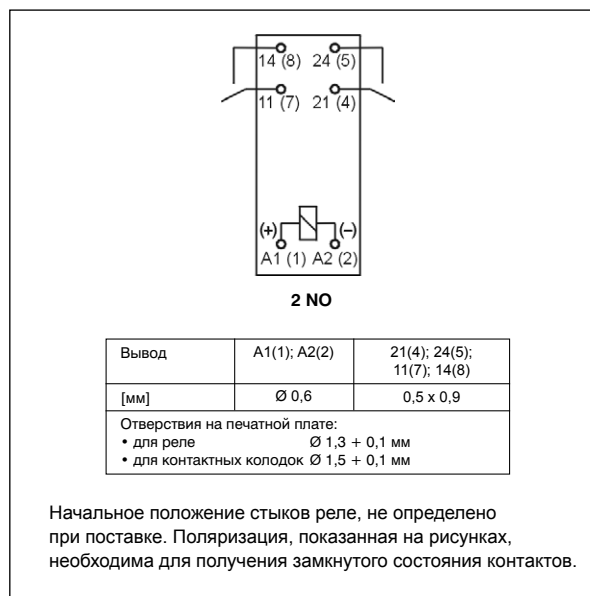 14 (8) 24 (5)
11 (7) 21 (4)
(+) (–)
A1 (1) A2 (2)
2 NO
Вывод A1(1); A2(2) 21(4); 24(5);
11(7); 14(8)
[мм] Ø 0,6 0,5 x 0,9
Отверствия на печатной плате:
• для реле Ø 1,3 + 0,1 мм
• для контактных колодок Ø 1,5 + 0,1 мм
Начальное положение стыков реле, не определено
при поставке. Поляризация, показанная на рисунках,
необходима для получения замкнутого состояния контактов.